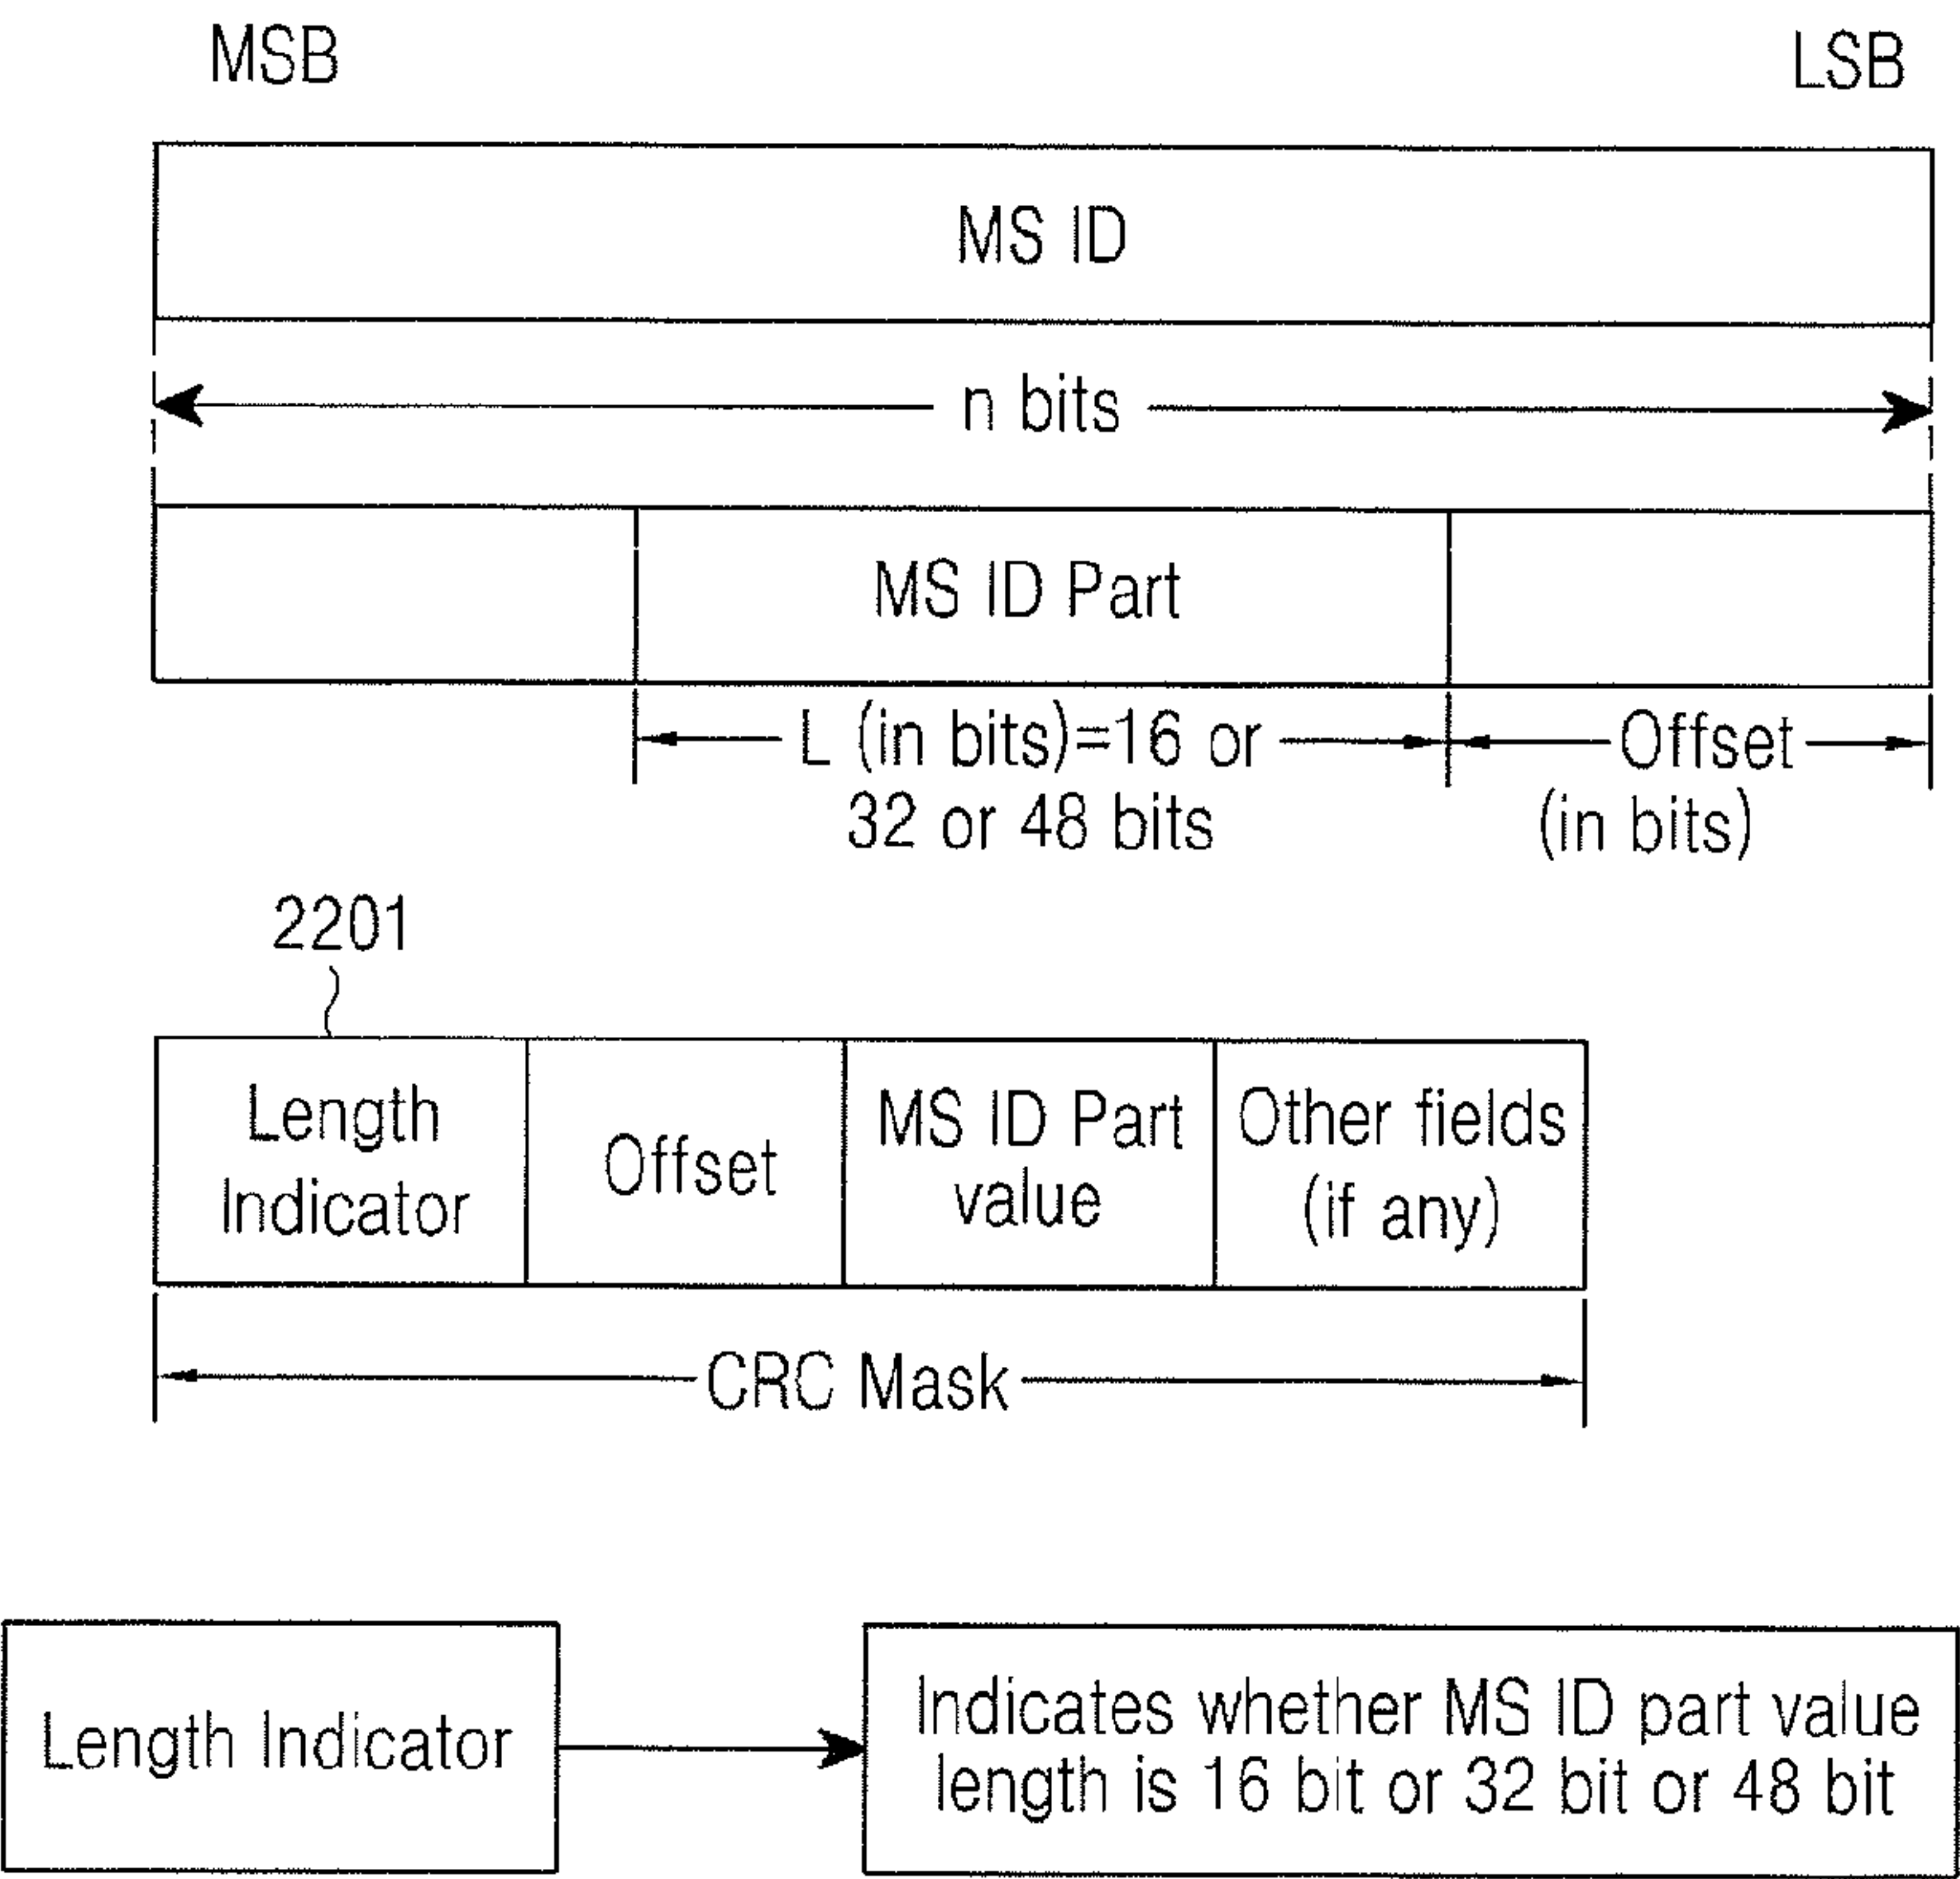 MSB
LSB
MS ID
n bits
MS ID Part
L (in bits)=16 or
32 or 48 bits
Offset
(in bits)
2201
Length
Indicator
Offset
MS ID Part
value
Other fields
(if any)
CRC Mask
Length Indicator
Indicates whether MS ID part value
length is 16 bit or 32 bit or 48 bit